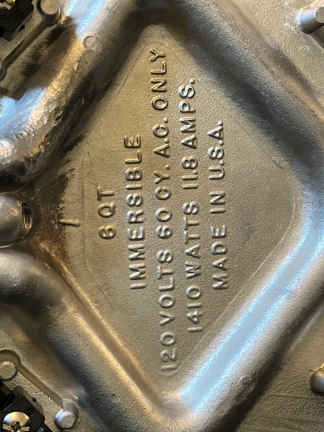 6 QT
IMMERSIBLE
120 VOLTS 60 CY. A.C. ONLY
1410 WATTS 11.8 AMPS.
MADE IN U.S.A.